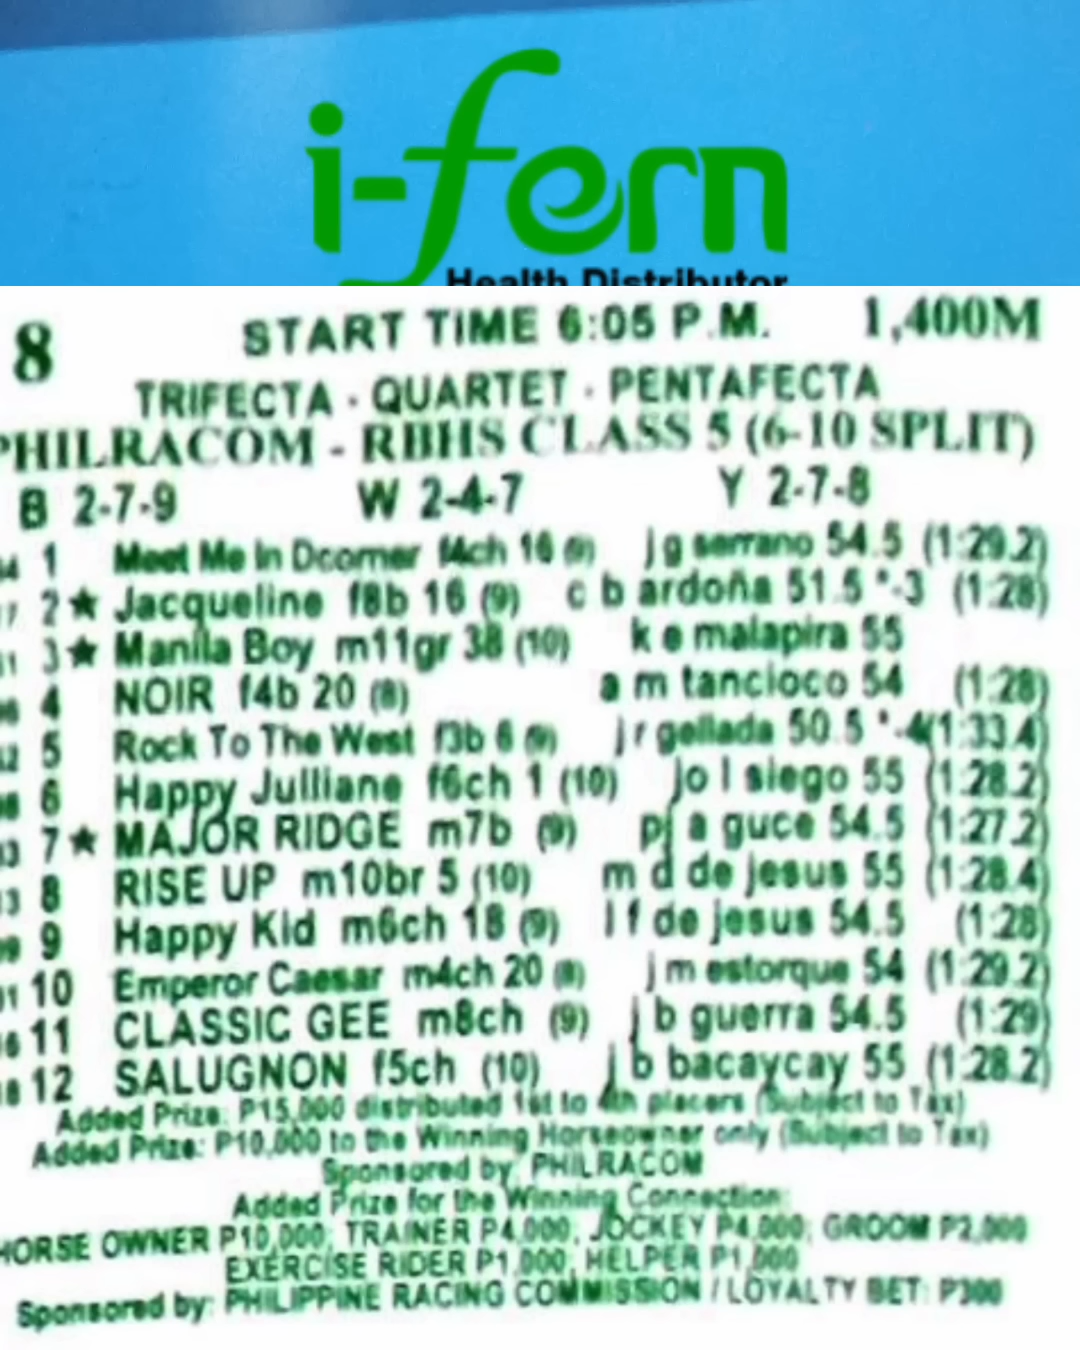 i-fern
Health Distributor
8 START TIME 6:05 P.M. 1,400M
TRIFECTA · QUARTET · PENTAFECTA
PHILRACOM - RBHS CLASS 5 (6-10 SPLIT)
B 2-7-9 W 2-4-7 Y 2-7-8
1 Meet Me In Dcorner f4ch 16 j g serrano 54.5 (1:29.2)
2 ★ Jacqueline f8b 16 (9) c b ardoña 51.5 *-3 (1:28)
3 ★ Manila Boy m11gr 38 (10) k e malapira 55
4 NOIR f4b 20 (8) a m tancioco 54 (1:28)
5 Rock To The West f3b 6 j r gellada 50.5 *-4 (1:33.4)
6 Happy Julliane f6ch 1 (10) jo l siego 55 (1:28.2)
7 ★ MAJOR RIDGE m7b (9) pj a guce 54.5 (1:27.2)
8 RISE UP m10br 5 (10) m d de jesus 55 (1:28.4)
9 Happy Kid m6ch 18 (9) l f de jesus 54.5 (1:28)
10 Emperor Caesar m4ch 20 (8) j m estorque 54 (1:29.2)
11 CLASSIC GEE m8ch (9) j b guerra 54.5 (1:29)
12 SALUGNON f5ch (10) j b bacaycay 55 (1:28.2)
Added Prize: P15,000 distributed 1st to 4th placers (Subject to Tax)
Added Prize: P10,000 to the Winning Horseowner only (Subject to Tax)
Sponsored by: PHILRACOM
Added Prize for the Winning Connection:
HORSE OWNER P10,000; TRAINER P4,000; JOCKEY P4,000; GROOM P2,000
EXERCISE RIDER P1,000; HELPER P1,000
Sponsored by: PHILIPPINE RACING COMMISSION / LOYALTY BET: P300